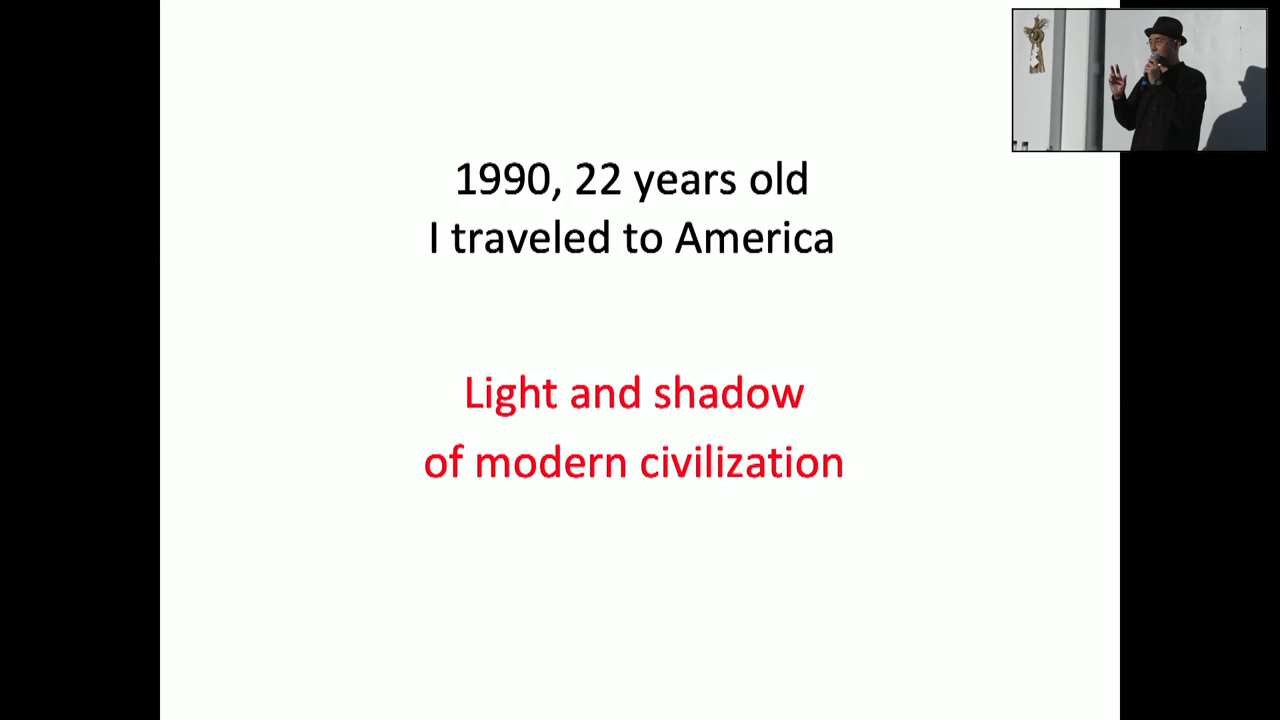 1990, 22 years old
I traveled to America
Light and shadow
of modern civilization